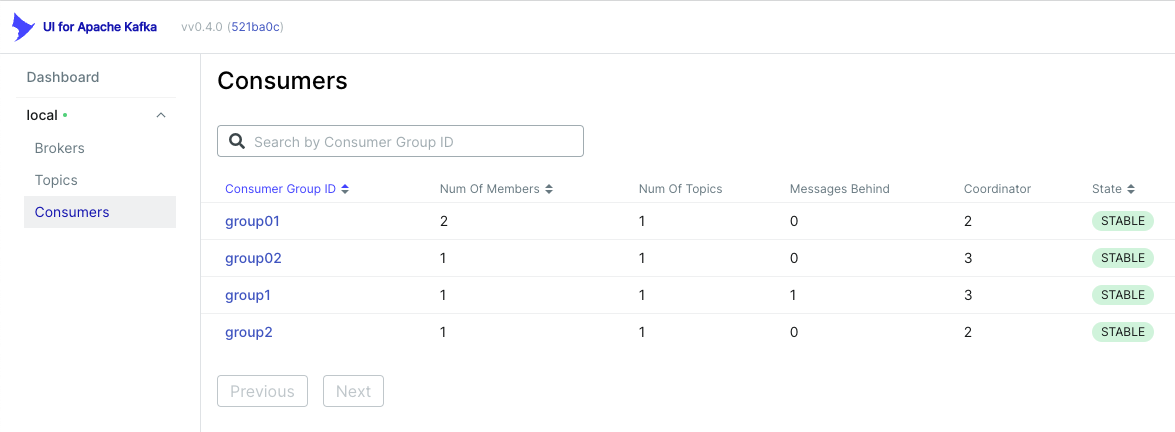 UI for Apache Kafka vv0.4.0 (521ba0c)
Dashboard
local
Brokers
Topics
Consumers
Consumers
Search by Consumer Group ID
Consumer Group ID Num Of Members Num Of Topics Messages Behind Coordinator State
group01 2 1 0 2 STABLE
group02 1 1 0 3 STABLE
group1 1 1 1 3 STABLE
group2 1 1 0 2 STABLE
Previous Next